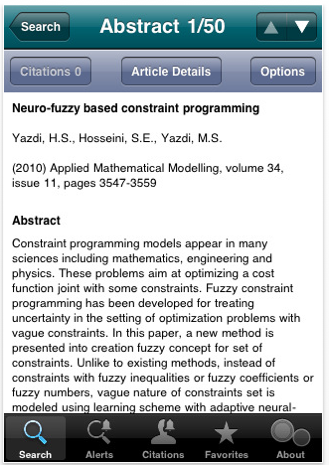 Search
Abstract 1/50
Citations 0
Article Details
Options
Neuro-fuzzy based constraint programming
Yazdi, H.S., Hosseini, S.E., Yazdi, M.S.
(2010) Applied Mathematical Modelling, volume 34,
issue 11, pages 3547-3559
Abstract
Constraint programming models appear in many
sciences including mathematics, engineering and
physics. These problems aim at optimizing a cost
function joint with some constraints. Fuzzy constraint
programming has been developed for treating
uncertainty in the setting of optimization problems with
vague constraints. In this paper, a new method is
presented into creation fuzzy concept for set of
constraints. Unlike to existing methods, instead of
constraints with fuzzy inequalities or fuzzy coefficients or
fuzzy numbers, vague nature of constraints set is
modeled using learning scheme with adaptive neural-
Search
Alerts
Citations
Favorites
About